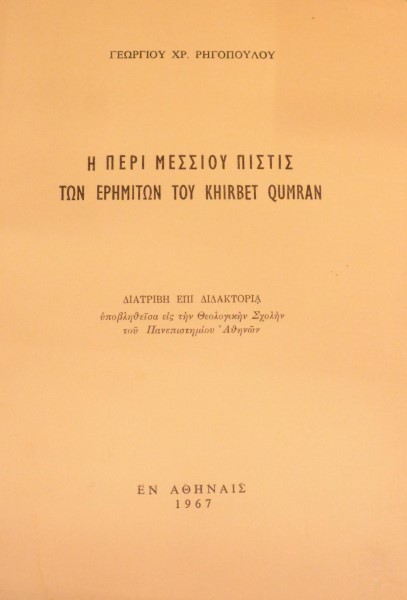 ΓΕΩΡΓΙΟΥ ΧΡ. ΡΗΓΟΠΟΥΛΟΥ
Η ΠΕΡΙ ΜΕΣΣΙΟΥ ΠΙΣΤΙΣ
ΤΩΝ ΕΡΗΜΙΤΩΝ ΤΟΥ KHIRBET QUMRAN
ΔΙΑΤΡΙΒΗ ΕΠΙ ΔΙΔΑΚΤΟΡΙᾼ
ὑποβληθεῖσα εἰς τὴν Θεολογικὴν Σχολὴν
τοῦ Πανεπιστημίου Ἀθηνῶν
ΕΝ ΑΘΗΝΑΙΣ
1967